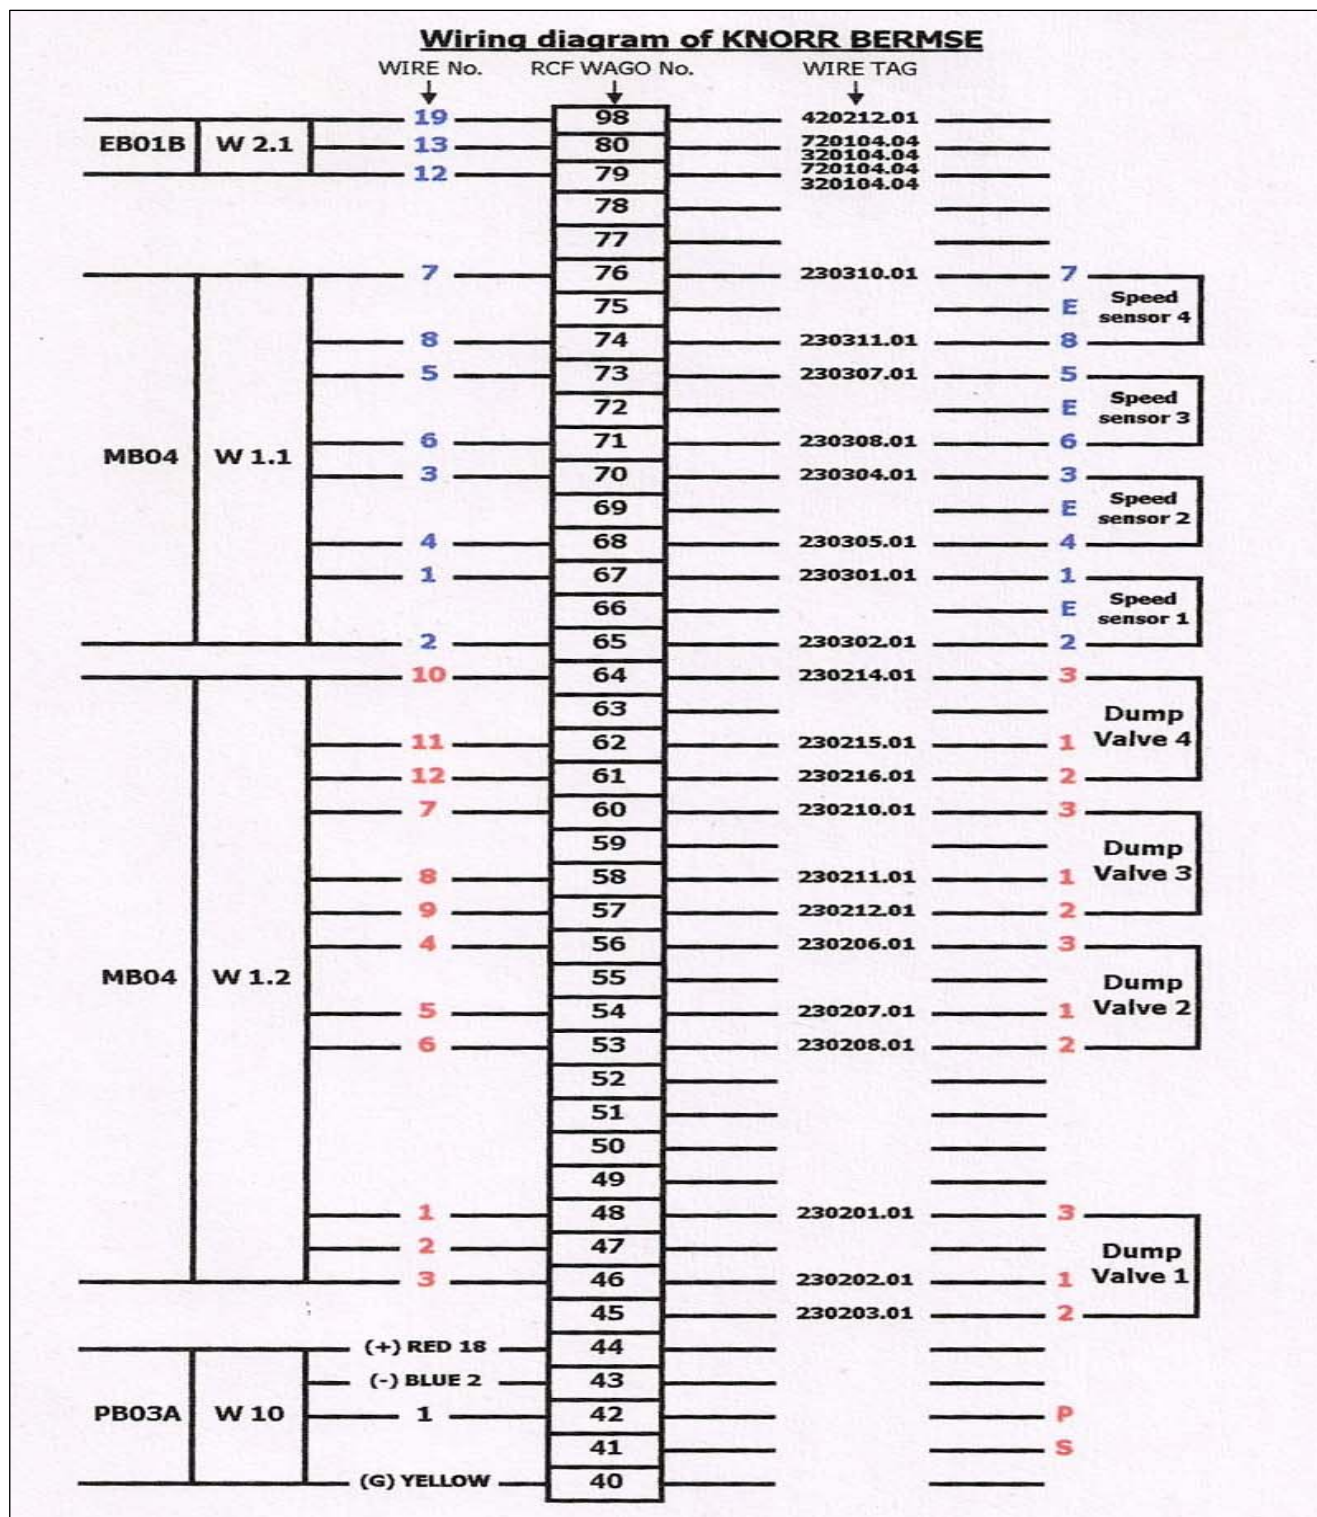 Wiring diagram of KNORR BERMSE
WIRE No. RCF WAGO No. WIRE TAG
19 98 420212.01
EB01B W 2.1 13 80 720104.04
320104.04
12 79 720104.04
320104.04
78
77
7 76 230310.01 7
75 E Speed
sensor 4
8 74 230311.01 8
5 73 230307.01 5
72 E Speed
sensor 3
MB04 W 1.1 6 71 230308.01 6
3 70 230304.01 3
69 E Speed
sensor 2
4 68 230305.01 4
1 67 230301.01 1
66 E Speed
sensor 1
2 65 230302.01 2
10 64 230214.01 3
63 Dump
Valve 4
11 62 230215.01 1
12 61 230216.01 2
7 60 230210.01 3
59 Dump
Valve 3
8 58 230211.01 1
9 57 230212.01 2
4 56 230206.01 3
MB04 W 1.2 55 Dump
Valve 2
5 54 230207.01 1
6 53 230208.01 2
52
51
50
49
1 48 230201.01 3
2 47 Dump
Valve 1
3 46 230202.01 1
45 230203.01 2
(+) RED 18 44
(-) BLUE 2 43
PB03A W 10 1 42 P
41 S
(G) YELLOW 40